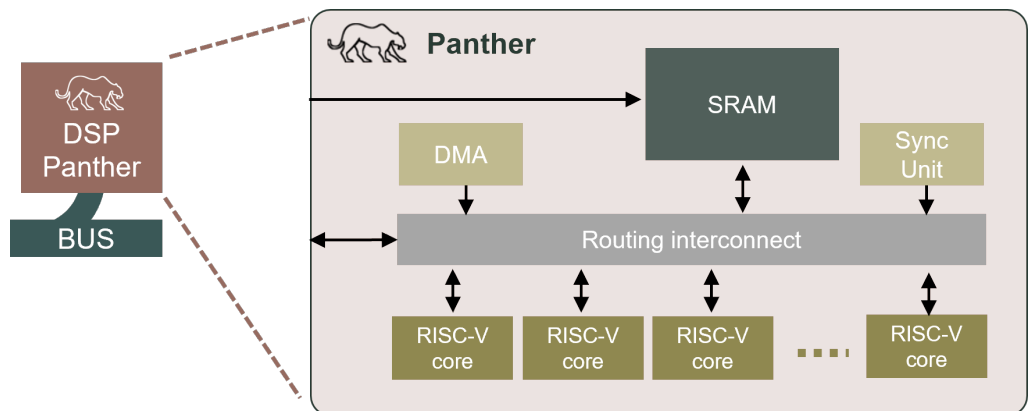 Panther
DSP
Panther
BUS
SRAM
DMA
Sync
Unit
Routing interconnect
RISC-V
core
RISC-V
core
RISC-V
core
RISC-V
core